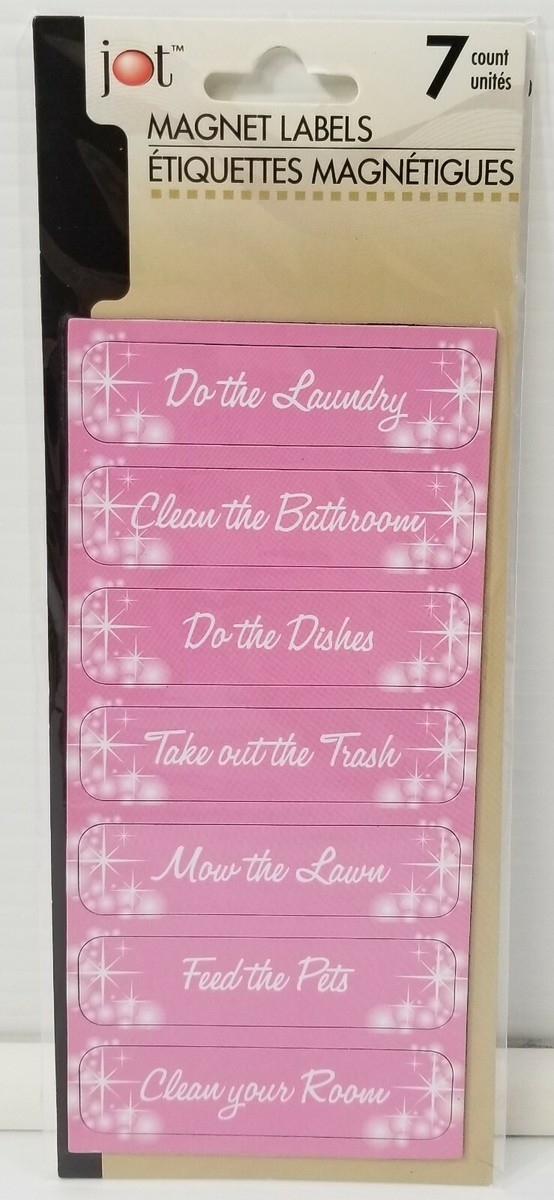 jot™
7 count
unités
MAGNET LABELS
ÉTIQUETTES MAGNÉTIGUES
Do the Laundry
Clean the Bathroom
Do the Dishes
Take out the Trash
Mow the Lawn
Feed the Pets
Clean your Room